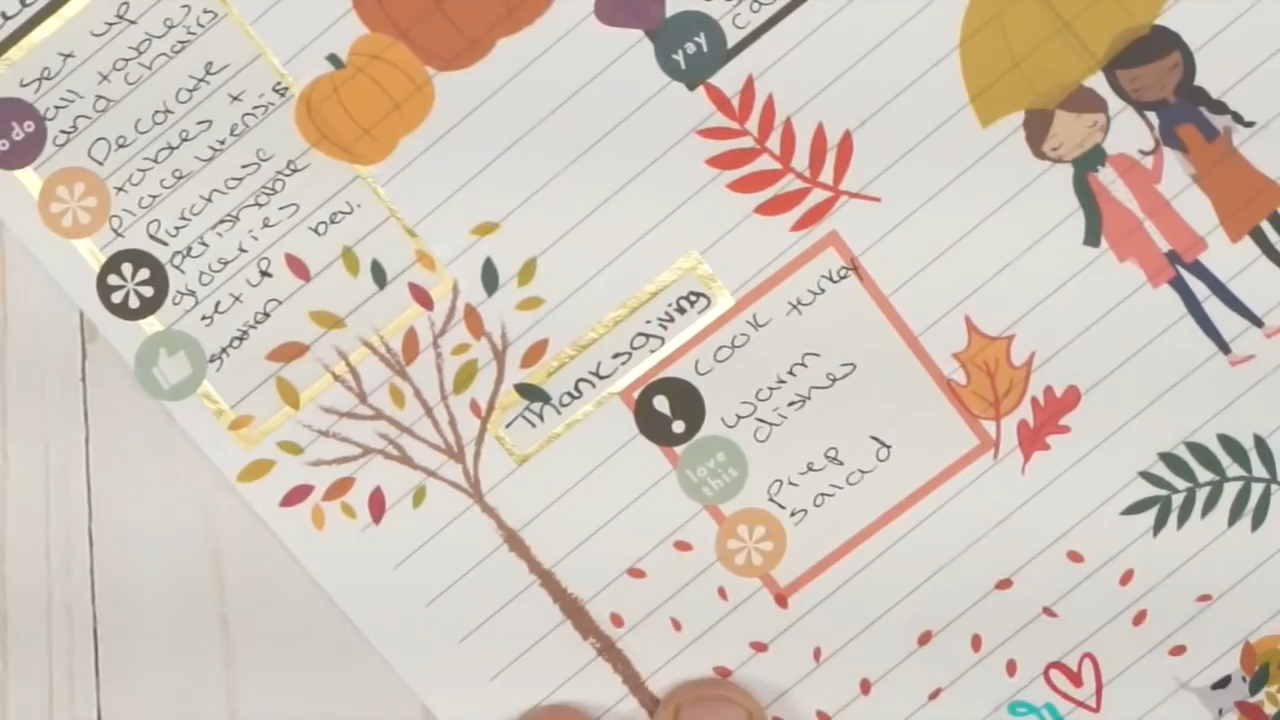 set up
all tables
and chairs
Decorate
tables +
place utensils
Purchase
perishable
groceries
set up bev.
station
odo
yay
Thanksgiving
cook turkey
warm
dishes
Prep
salad
love
this